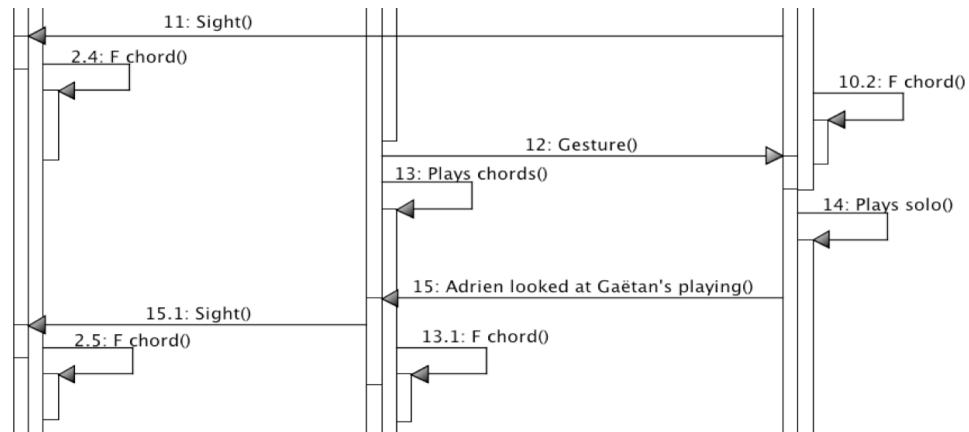 11: Sight()
2.4: F chord()
10.2: F chord()
12: Gesture()
13: Plays chords()
14: Plays solo()
15: Adrien looked at Gaëtan's playing()
15.1: Sight()
2.5: F chord()
13.1: F chord()